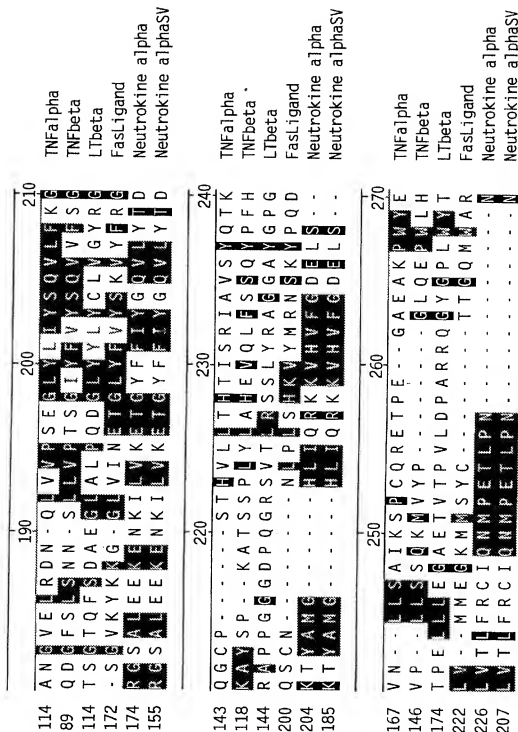 190 200 210
114 A N G V E L R D N - Q L V V P S E G L Y L I Y S Q V L F K G TNFalpha
89 Q D G F S L S N N - S L L V P T S G I Y F V Y S Q V V F S G TNFbeta
114 T S G T Q F S D A E G L A L P Q D G L Y Y L Y C L V G Y R G LTbeta
172 - S G V K Y K G - G L V I N E T G L Y F V Y S K V Y F R G FasLigand
174 R G S A L E E K E N K I L V K E T G Y F F I Y G Q V L Y T D Neutrokine alpha
155 R G S A L E E K E N K I L V K E T G Y F F I Y G Q V L Y T D Neutrokine alphaSV
220 230 240
143 Q G C P - - - - - - S T H V L L T H T I S R I A V S Y Q T K TNFalpha
118 K A Y S P - - K A T S S P L Y L A H E V Q L F S S Q Y P F H TNFbeta
144 R A P P G G G D P Q G R S V T L R S S L Y R A G G A Y G P G LTbeta
200 Q S C N - - - - - - - N L P L S H K V Y M R N S K Y P Q D FasLigand
204 K T Y A M G - - - - - - H L I Q R K K V H V F G D E L S - - Neutrokine alpha
185 K T Y A M G - - - - - - H L I Q R K K V H V F G D E L S - - Neutrokine alphaSV
250 260 270
167 V N - - L L S A I K S P C Q R E T P E - - G A E A K P W Y E TNFalpha
146 V P - - L L S S Q K M V Y P - - - - - - - - G L Q E P W L H TNFbeta
174 T P E L L L E G A E T V T P V L D P A R R Q G Y G P L W Y T LTbeta
222 L V - - M M E G K M M S Y C - - - - - - - - T T G Q M W A R FasLigand
226 L V T L F R C I Q N M P E T L P N - - - - - - - - - - - - N Neutrokine alpha
207 L V T L F R C I Q N M P E T L P N - - - - - - - - - - - - N Neutrokine alphaSV